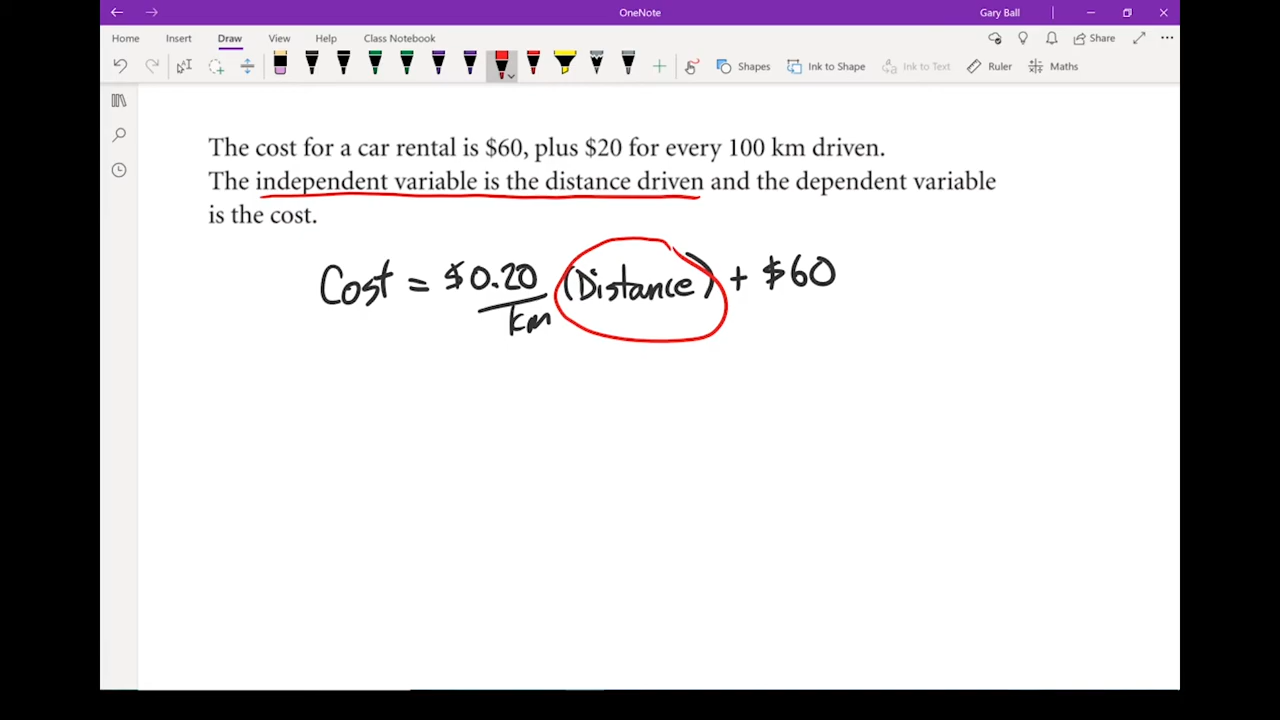 OneNote
Gary Ball
Home Insert Draw View Help Class Notebook
Share
Shapes Ink to Shape Ink to Text Ruler Maths
The cost for a car rental is $60, plus $20 for every 100 km driven.
The independent variable is the distance driven and the dependent variable
is the cost.
Cost = $0.20 (Distance) + $60
km